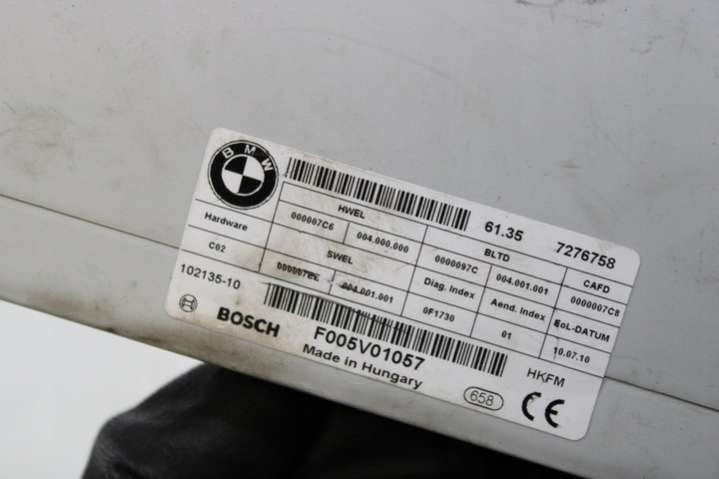 BMW
61.35 7276758
HWEL BLTD CAFD
Hardware 000007C6 004.000.000 0000097C 004.001.001 0000007C8
C02 SWEL Diag. Index Aend. Index EoL-DATUM
000007CE 004.001.001 0F1730 01 10.07.10
102135-10
BOSCH F005V01057 HKFM
Made in Hungary 658 CE